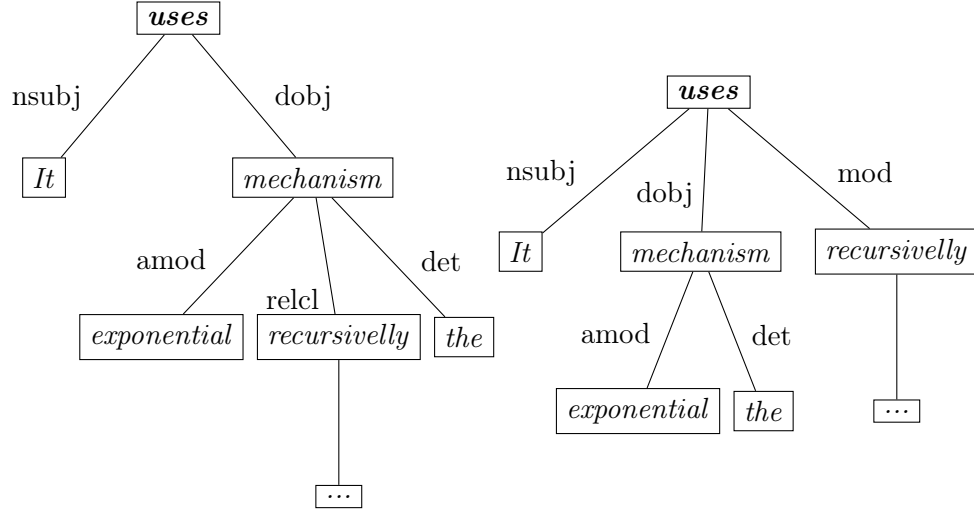 uses
nsubj dobj
It mechanism
amod relcl det
exponential recursivelly the
...
uses
nsubj dobj mod
It mechanism recursivelly
amod det
exponential the ...